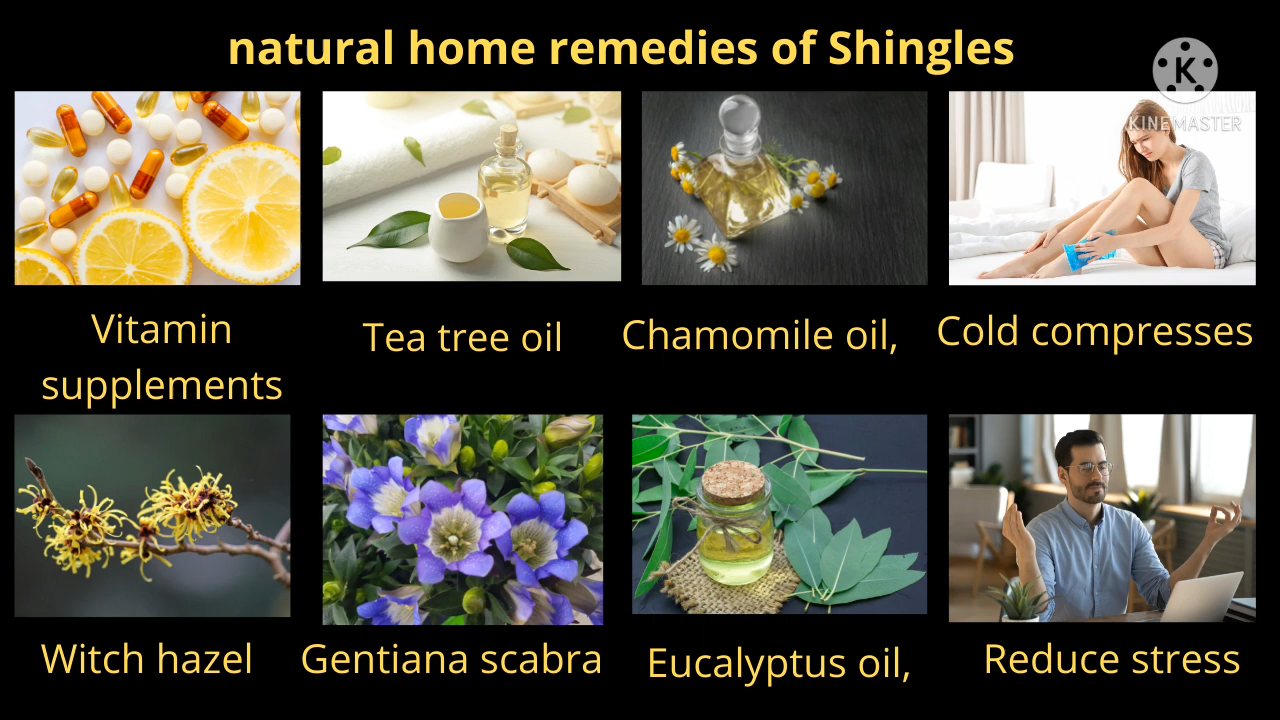 natural home remedies of Shingles
K
KINEMASTER
Vitamin
supplements
Tea tree oil
Chamomile oil,
Cold compresses
Witch hazel
Gentiana scabra
Eucalyptus oil,
Reduce stress